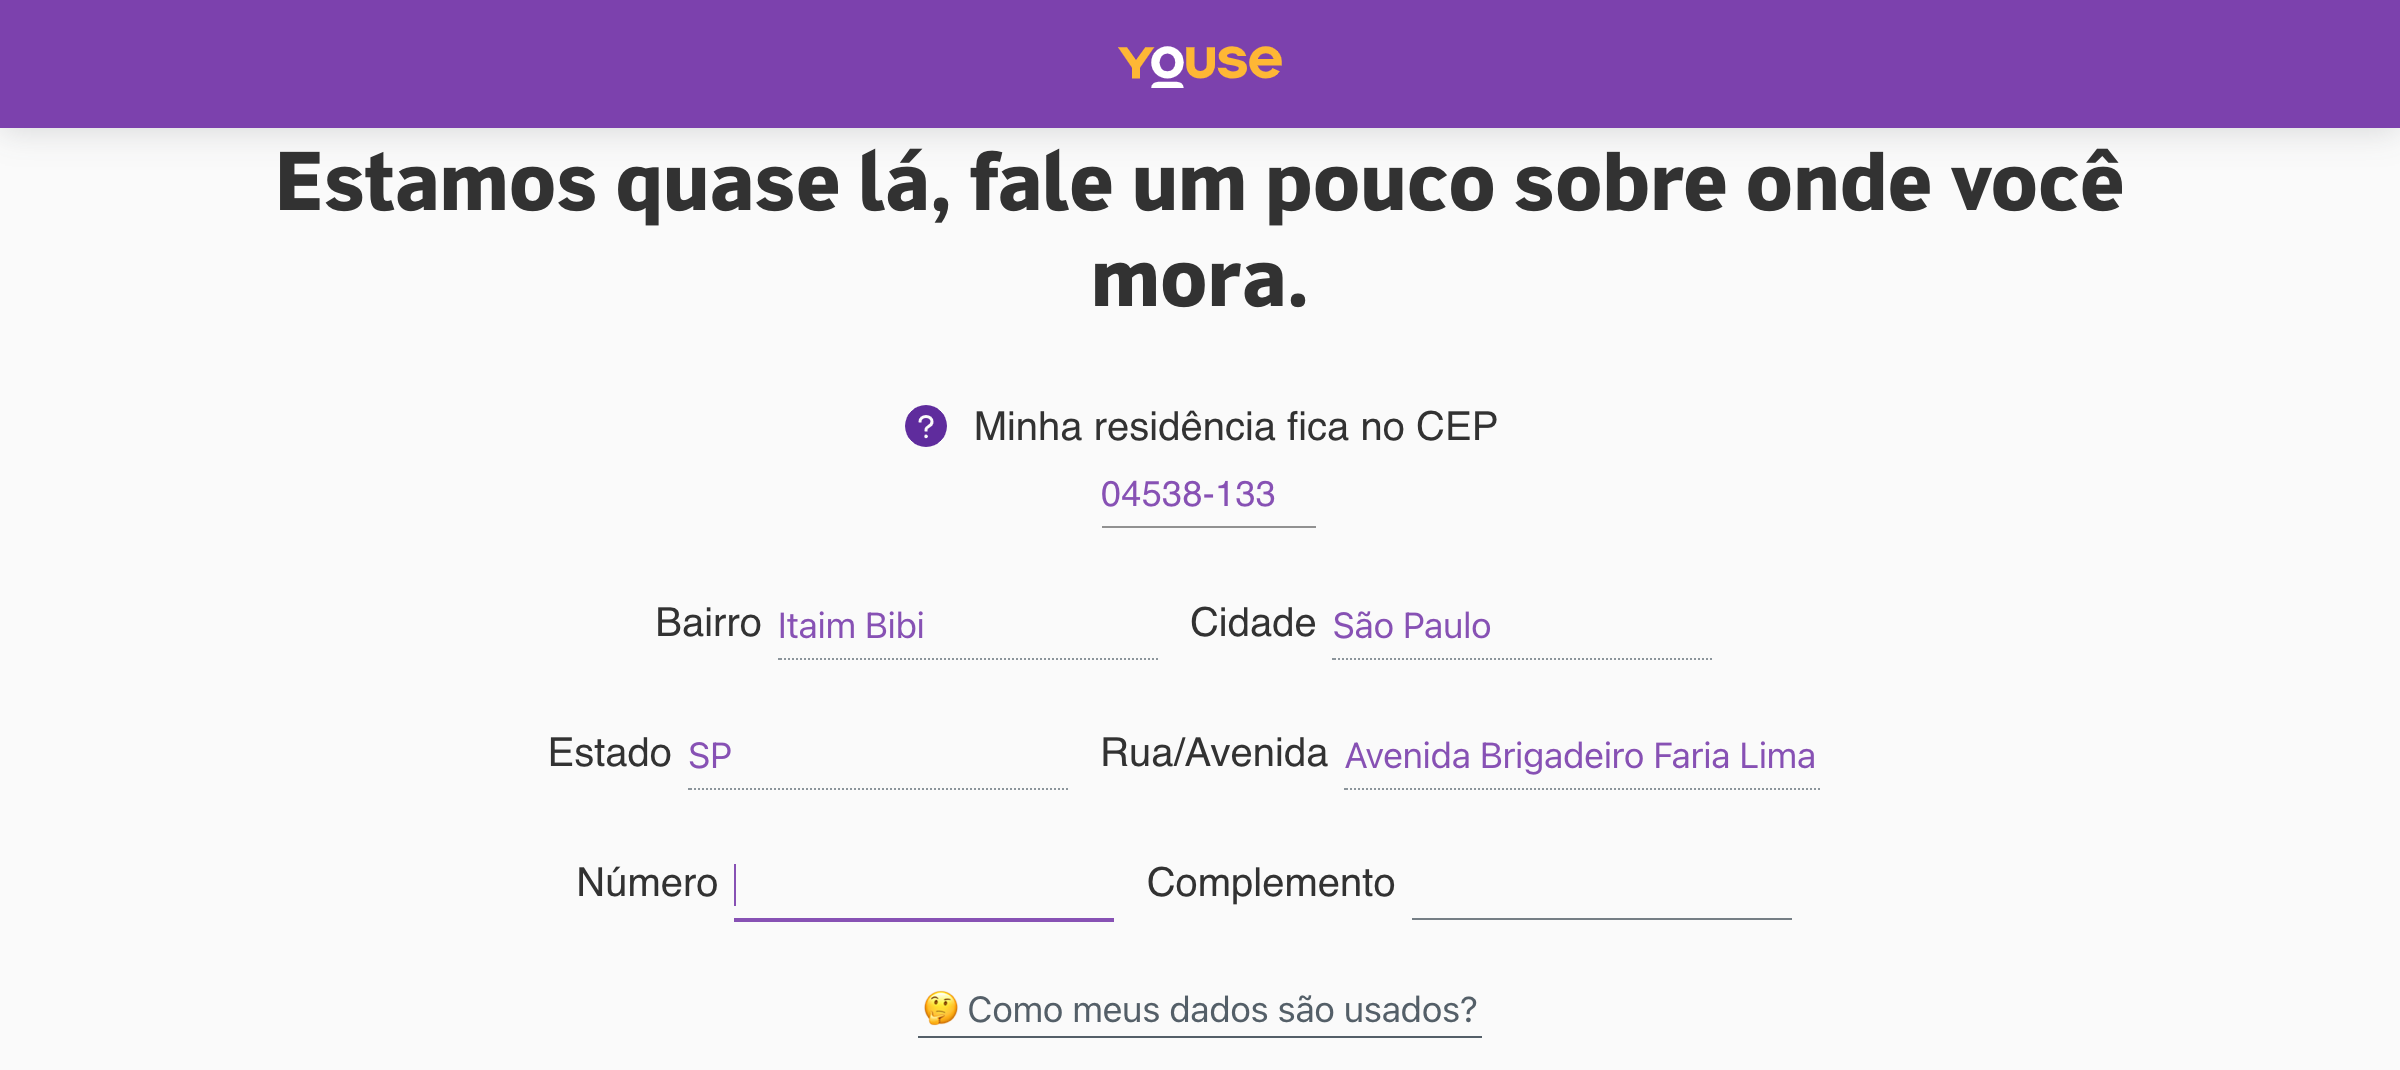 youse
Estamos quase lá, fale um pouco sobre onde você
mora.
? Minha residência fica no CEP
04538-133
Bairro Itaim Bibi Cidade São Paulo
Estado SP Rua/Avenida Avenida Brigadeiro Faria Lima
Número Complemento
🤔 Como meus dados são usados?